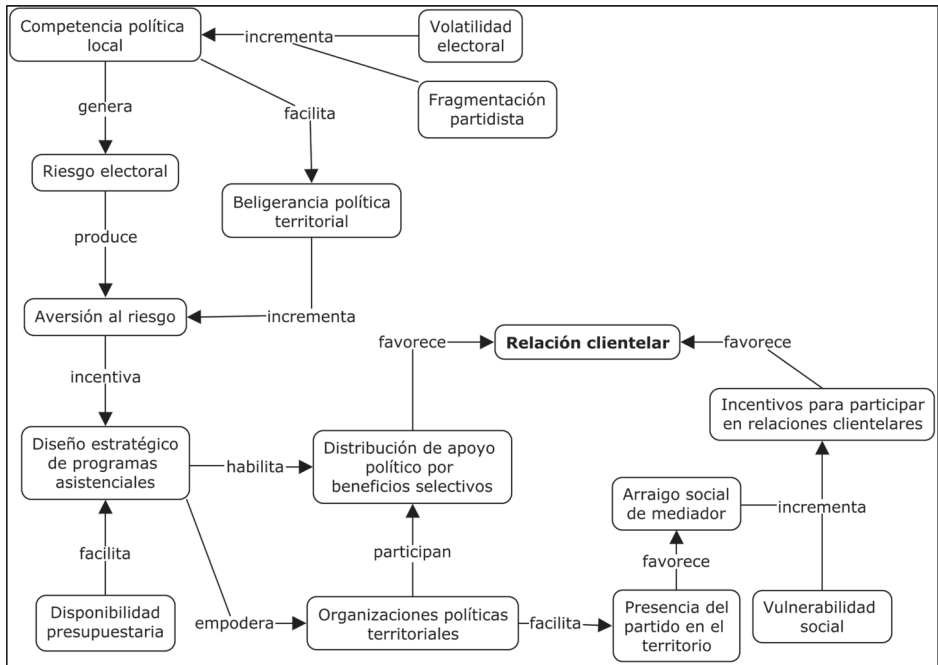 Competencia política
local
incrementa
Volatilidad
electoral
Fragmentación
partidista
genera
facilita
Riesgo electoral
Beligerancia política
territorial
produce
Aversión al riesgo
incrementa
favorece
Relación clientelar
favorece
incentiva
Incentivos para participar
en relaciones clientelares
Diseño estratégico
de programas
asistenciales
habilita
Distribución de apoyo
político por
beneficios selectivos
Arraigo social
de mediador
incrementa
facilita
participan
favorece
Disponibilidad
presupuestaria
empodera
Organizaciones políticas
territoriales
facilita
Presencia del
partido en el
territorio
Vulnerabilidad
social